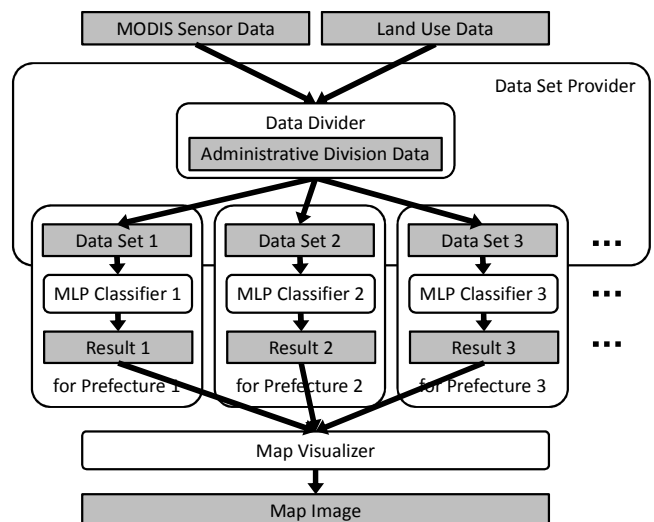 MODIS Sensor Data
Land Use Data
Data Set Provider
Data Divider
Administrative Division Data
Data Set 1
Data Set 2
Data Set 3
...
MLP Classifier 1
MLP Classifier 2
MLP Classifier 3
...
Result 1
Result 2
Result 3
...
for Prefecture 1
for Prefecture 2
for Prefecture 3
Map Visualizer
Map Image